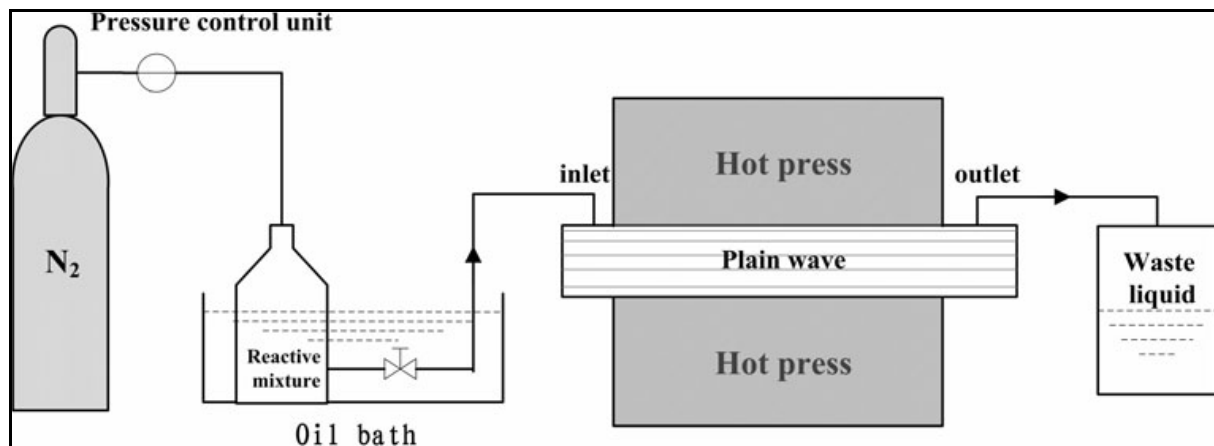 Pressure control unit
N₂
Reactive
mixture
Oil bath
inlet
Hot press
outlet
Plain wave
Hot press
Waste
liquid